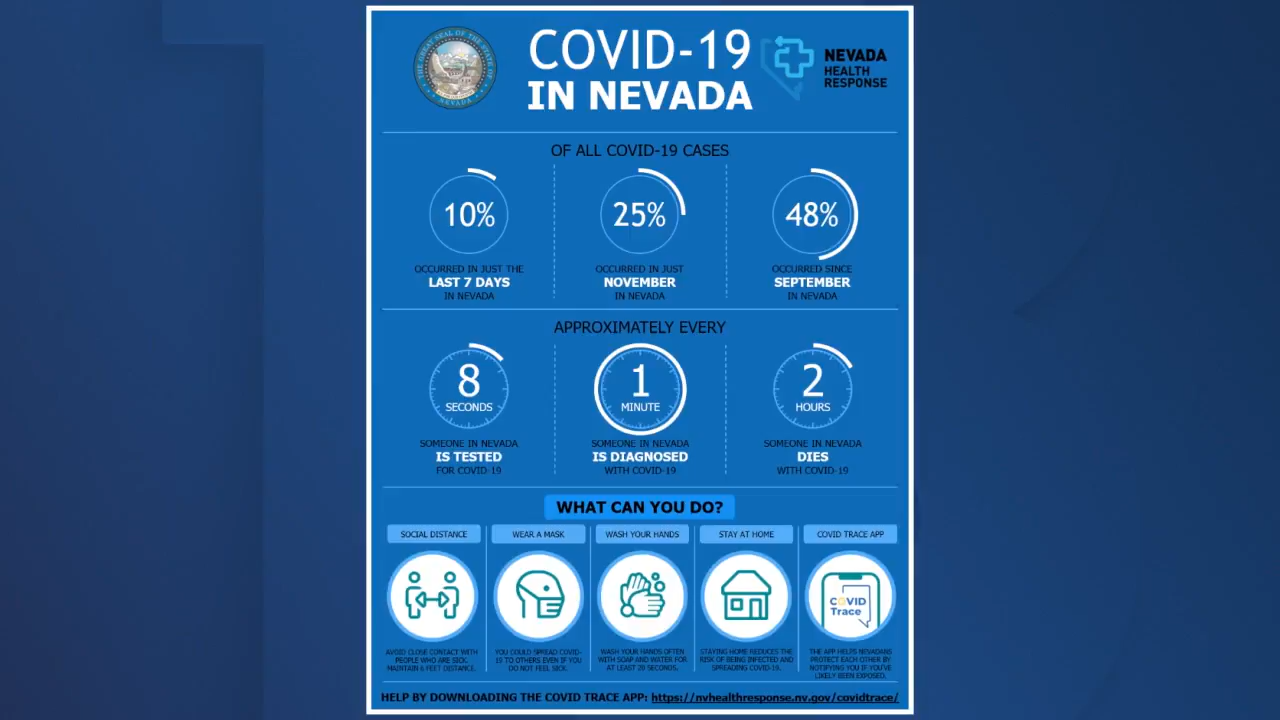 COVID-19
IN NEVADA
NEVADA
HEALTH
RESPONSE
OF ALL COVID-19 CASES
10%
OCCURRED IN JUST THE
LAST 7 DAYS
IN NEVADA
25%
OCCURRED IN JUST
NOVEMBER
IN NEVADA
48%
OCCURRED SINCE
SEPTEMBER
IN NEVADA
APPROXIMATELY EVERY
8
SECONDS
SOMEONE IN NEVADA
IS TESTED
FOR COVID-19
1
MINUTE
SOMEONE IN NEVADA
IS DIAGNOSED
WITH COVID-19
2
HOURS
SOMEONE IN NEVADA
DIES
WITH COVID-19
WHAT CAN YOU DO?
SOCIAL DISTANCE
AVOID CLOSE CONTACT WITH
PEOPLE WHO ARE SICK.
MAINTAIN 6 FEET DISTANCE.
WEAR A MASK
YOU COULD SPREAD COVID-
19 TO OTHERS EVEN IF YOU
DO NOT FEEL SICK.
WASH YOUR HANDS
WASH YOUR HANDS OFTEN
WITH SOAP AND WATER FOR
AT LEAST 20 SECONDS.
STAY AT HOME
STAYING HOME REDUCES THE
RISK OF BEING INFECTED AND
SPREADING COVID-19.
COVID TRACE APP
COVID
Trace
THE APP HELPS NEVADANS
PROTECT EACH OTHER BY
NOTIFYING YOU IF YOU'VE
LIKELY BEEN EXPOSED.
HELP BY DOWNLOADING THE COVID TRACE APP: https://nvhealthresponse.nv.gov/covidtrace/